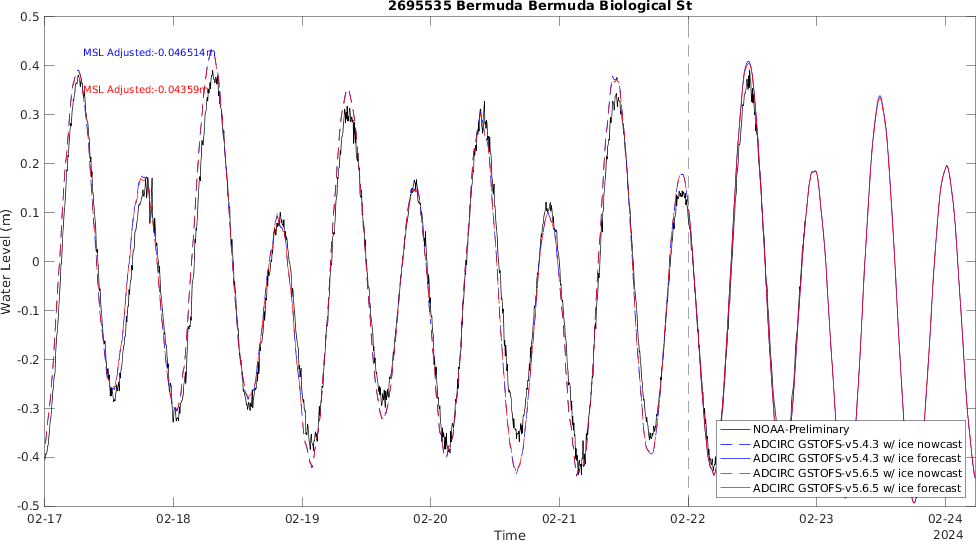 2695535 Bermuda Bermuda Biological St
MSL Adjusted:-0.046514m
MSL Adjusted:-0.04359m
0.5
0.4
0.3
0.2
0.1
0
-0.1
-0.2
-0.3
-0.4
-0.5
Water Level (m)
NOAA-Preliminary
ADCIRC GSTOFS-v5.4.3 w/ ice nowcast
ADCIRC GSTOFS-v5.4.3 w/ ice forecast
ADCIRC GSTOFS-v5.6.5 w/ ice nowcast
ADCIRC GSTOFS-v5.6.5 w/ ice forecast
02-17 02-18 02-19 02-20 02-21 02-22 02-23 02-24
Time
2024